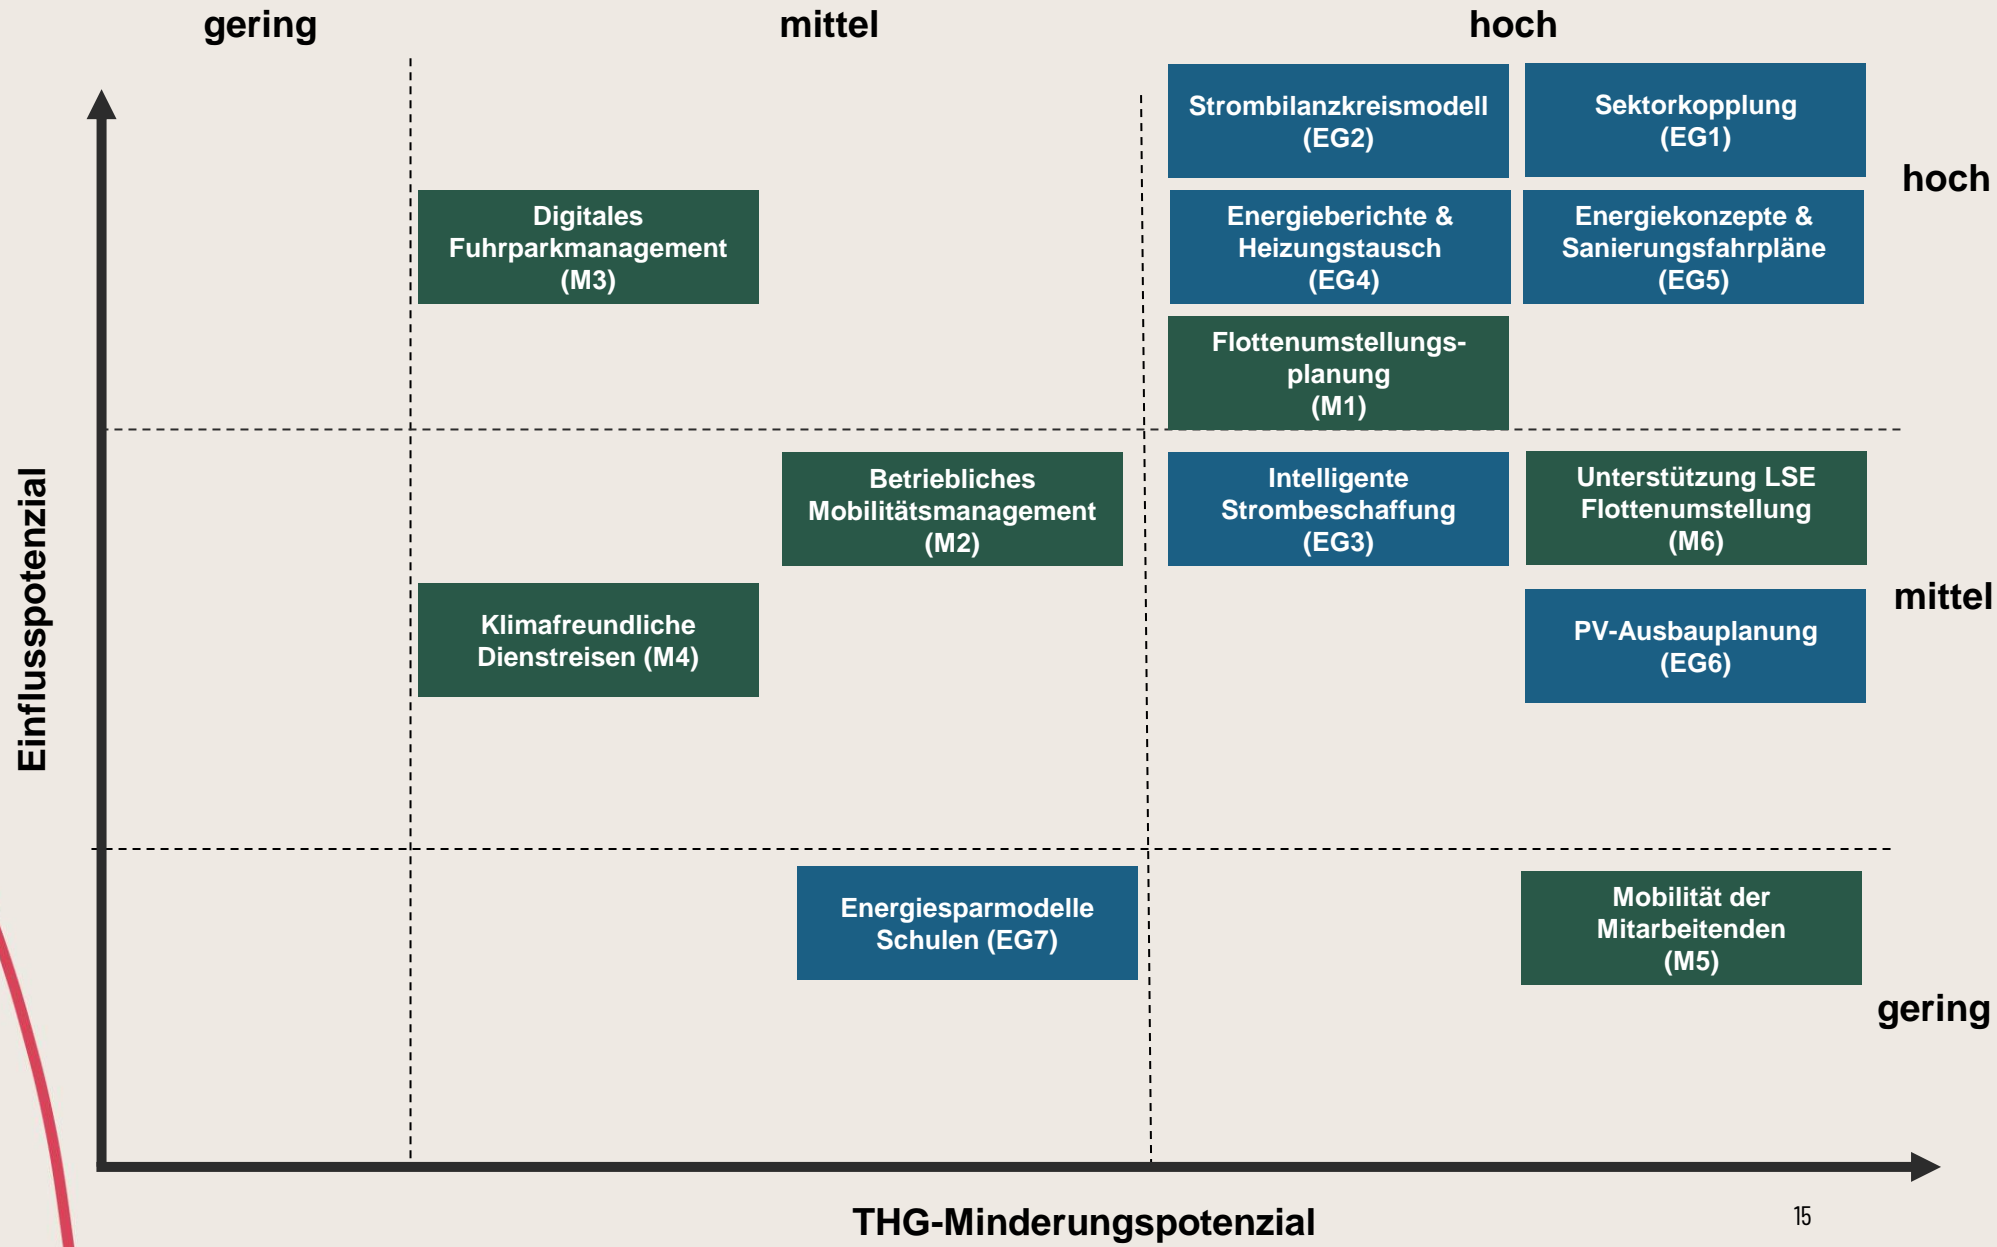 gering
mittel
hoch
Strombilanzkreismodell
(EG2)
Sektorkopplung
(EG1)
hoch
Digitales
Fuhrparkmanagement
(M3)
Energieberichte &
Heizungstausch
(EG4)
Energiekonzepte &
Sanierungsfahrpläne
(EG5)
Flottenumstellungs-
planung
(M1)
Einflusspotenzial
Betriebliches
Mobilitätsmanagement
(M2)
Intelligente
Strombeschaffung
(EG3)
Unterstützung LSE
Flottenumstellung
(M6)
mittel
Klimafreundliche
Dienstreisen (M4)
PV-Ausbauplanung
(EG6)
Energiesparmodelle
Schulen (EG7)
Mobilität der
Mitarbeitenden
(M5)
gering
THG-Minderungspotenzial
15